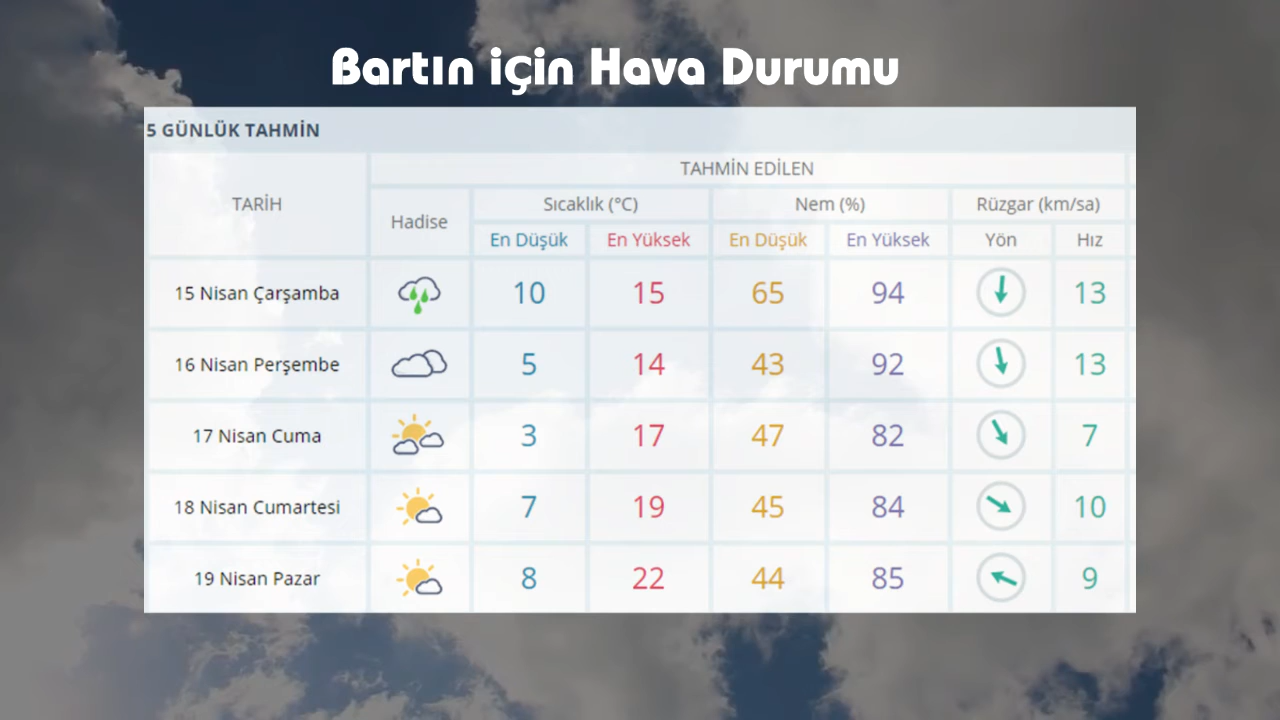 Bartın için Hava Durumu
5 GÜNLÜK TAHMİN
TARİH
TAHMİN EDİLEN
Hadise
Sıcaklık (°C) Nem (%) Rüzgar (km/sa)
En Düşük En Yüksek En Düşük En Yüksek Yön Hız
15 Nisan Çarşamba 10 15 65 94 13
16 Nisan Perşembe 5 14 43 92 13
17 Nisan Cuma 3 17 47 82 7
18 Nisan Cumartesi 7 19 45 84 10
19 Nisan Pazar 8 22 44 85 9